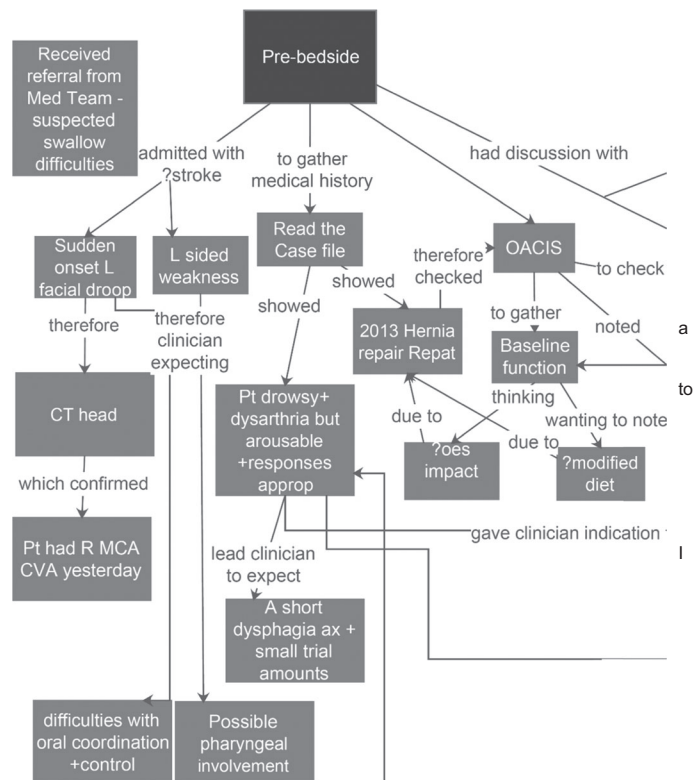 Pre-bedside
Received
referral from
Med Team -
suspected
swallow
difficulties
admitted with
?stroke
to gather
medical history
had discussion with
Sudden
onset L
facial droop
L sided
weakness
Read the
Case file
OACIS
therefore
checked
to check
therefore
therefore
clinician
expecting
showed
showed
to gather
noted
a
2013 Hernia
repair Repat
Baseline
function
CT head
Pt drowsy+
dysarthria but
arousable
+responses
approp
due to
thinking
wanting to note
to
due to
?oes
impact
?modified
diet
which confirmed
Pt had R MCA
CVA yesterday
gave clinician indication
l
lead clinician
to expect
A short
dysphagia ax +
small trial
amounts
difficulties with
oral coordination
+control
Possible
pharyngeal
involvement